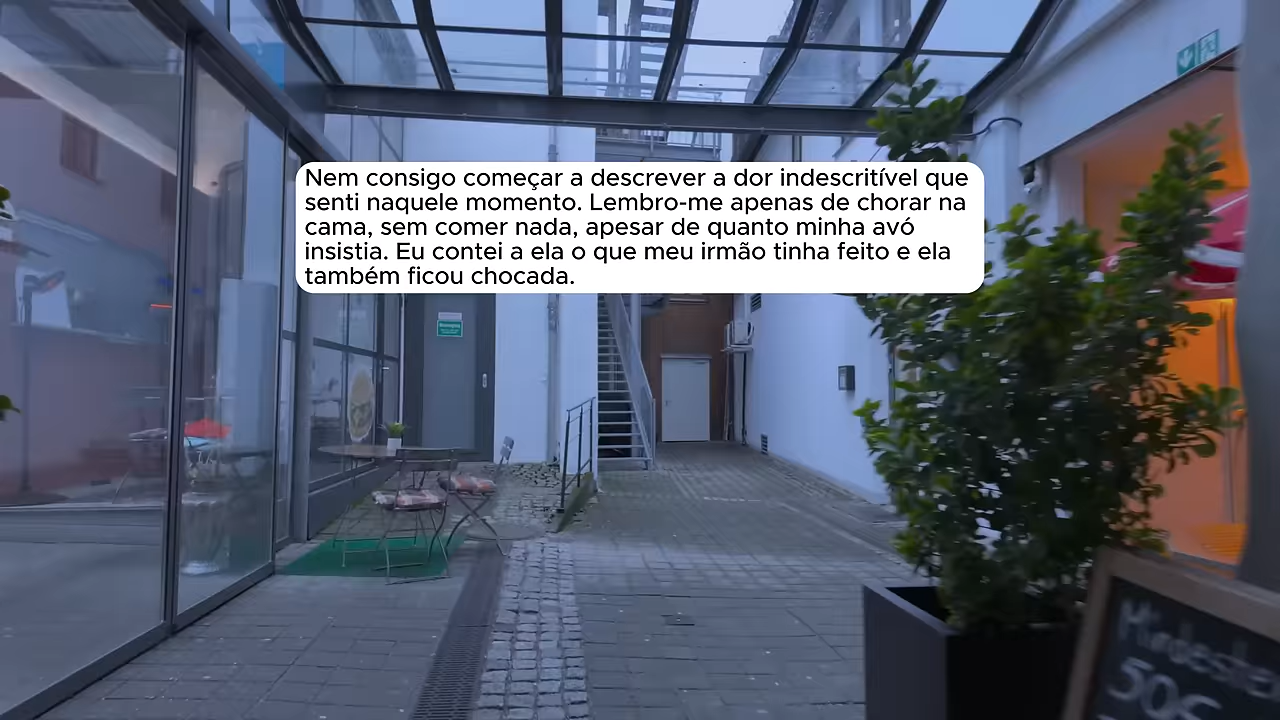 Nem consigo começar a descrever a dor indescritível que
senti naquele momento. Lembro-me apenas de chorar na
cama, sem comer nada, apesar de quanto minha avó
insistia. Eu contei a ela o que meu irmão tinha feito e ela
também ficou chocada.
50€